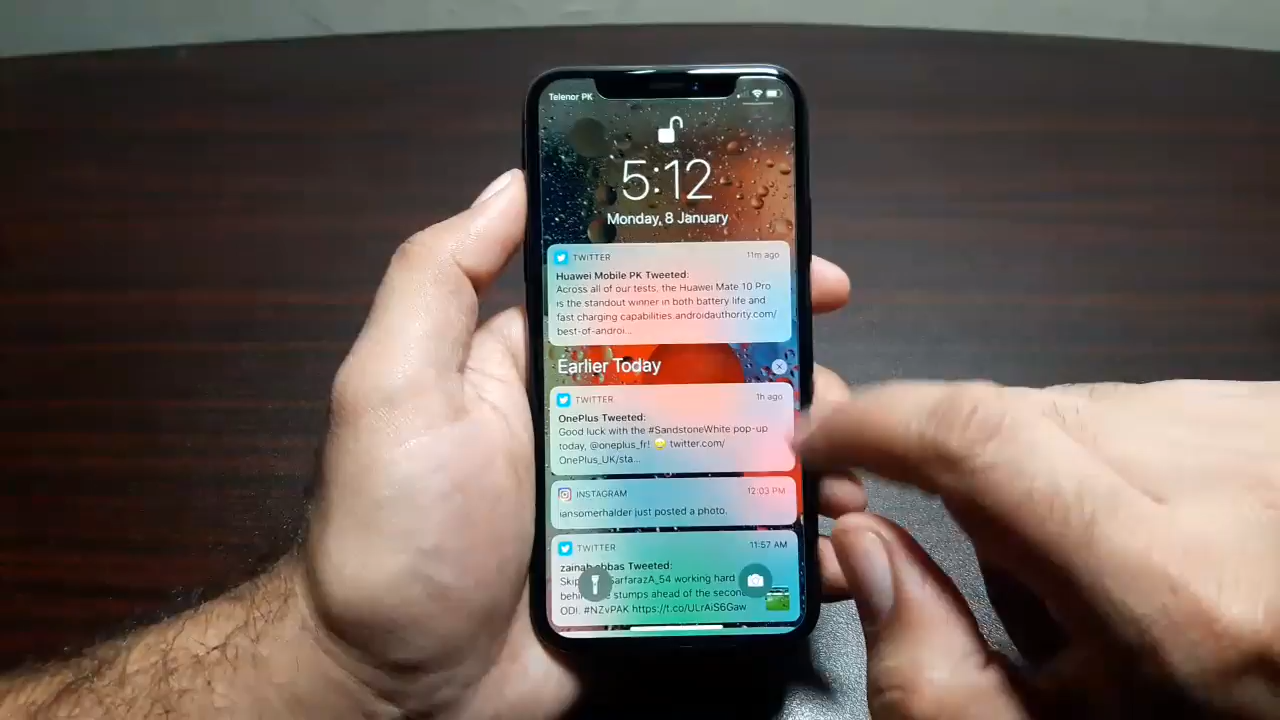 Telenor PK
5:12
Monday, 8 January
TWITTER 11m ago
Huawei Mobile PK Tweeted:
Across all of our tests, the Huawei Mate 10 Pro
is the standout winner in both battery life and
fast charging capabilities. androidauthority.com/
best-of-androi...
Earlier Today
TWITTER 1h ago
OnePlus Tweeted:
Good luck with the #SandstoneWhite pop-up
today, @oneplus_fr! 😄 twitter.com/
OnePlus_UK/sta...
INSTAGRAM 12:03 PM
iansomerhalder just posted a photo.
TWITTER 11:57 AM
zainab abbas Tweeted:
SarfarazA_54 working hard
stumps ahead of the second
ODI. #NZvPAK https://t.co/ULrAiS6Gaw